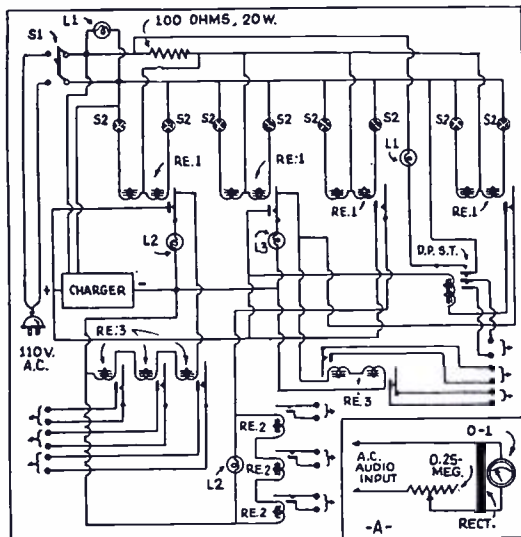 L1
100 OHMS, 20 W.
S1
S2 S2 S2 S2 S2 S2 S2 S2
L1
RE.1 RE.1 RE.1 RE.1
L2 L3 D.P.S.T.
+ CHARGER -
110 V.
A.C.
RE.3
RE.3
RE.2
L2 RE.2
RE.2
0-1
A.C.
AUDIO
INPUT
0.25-
MEG.
RECT.
-A-